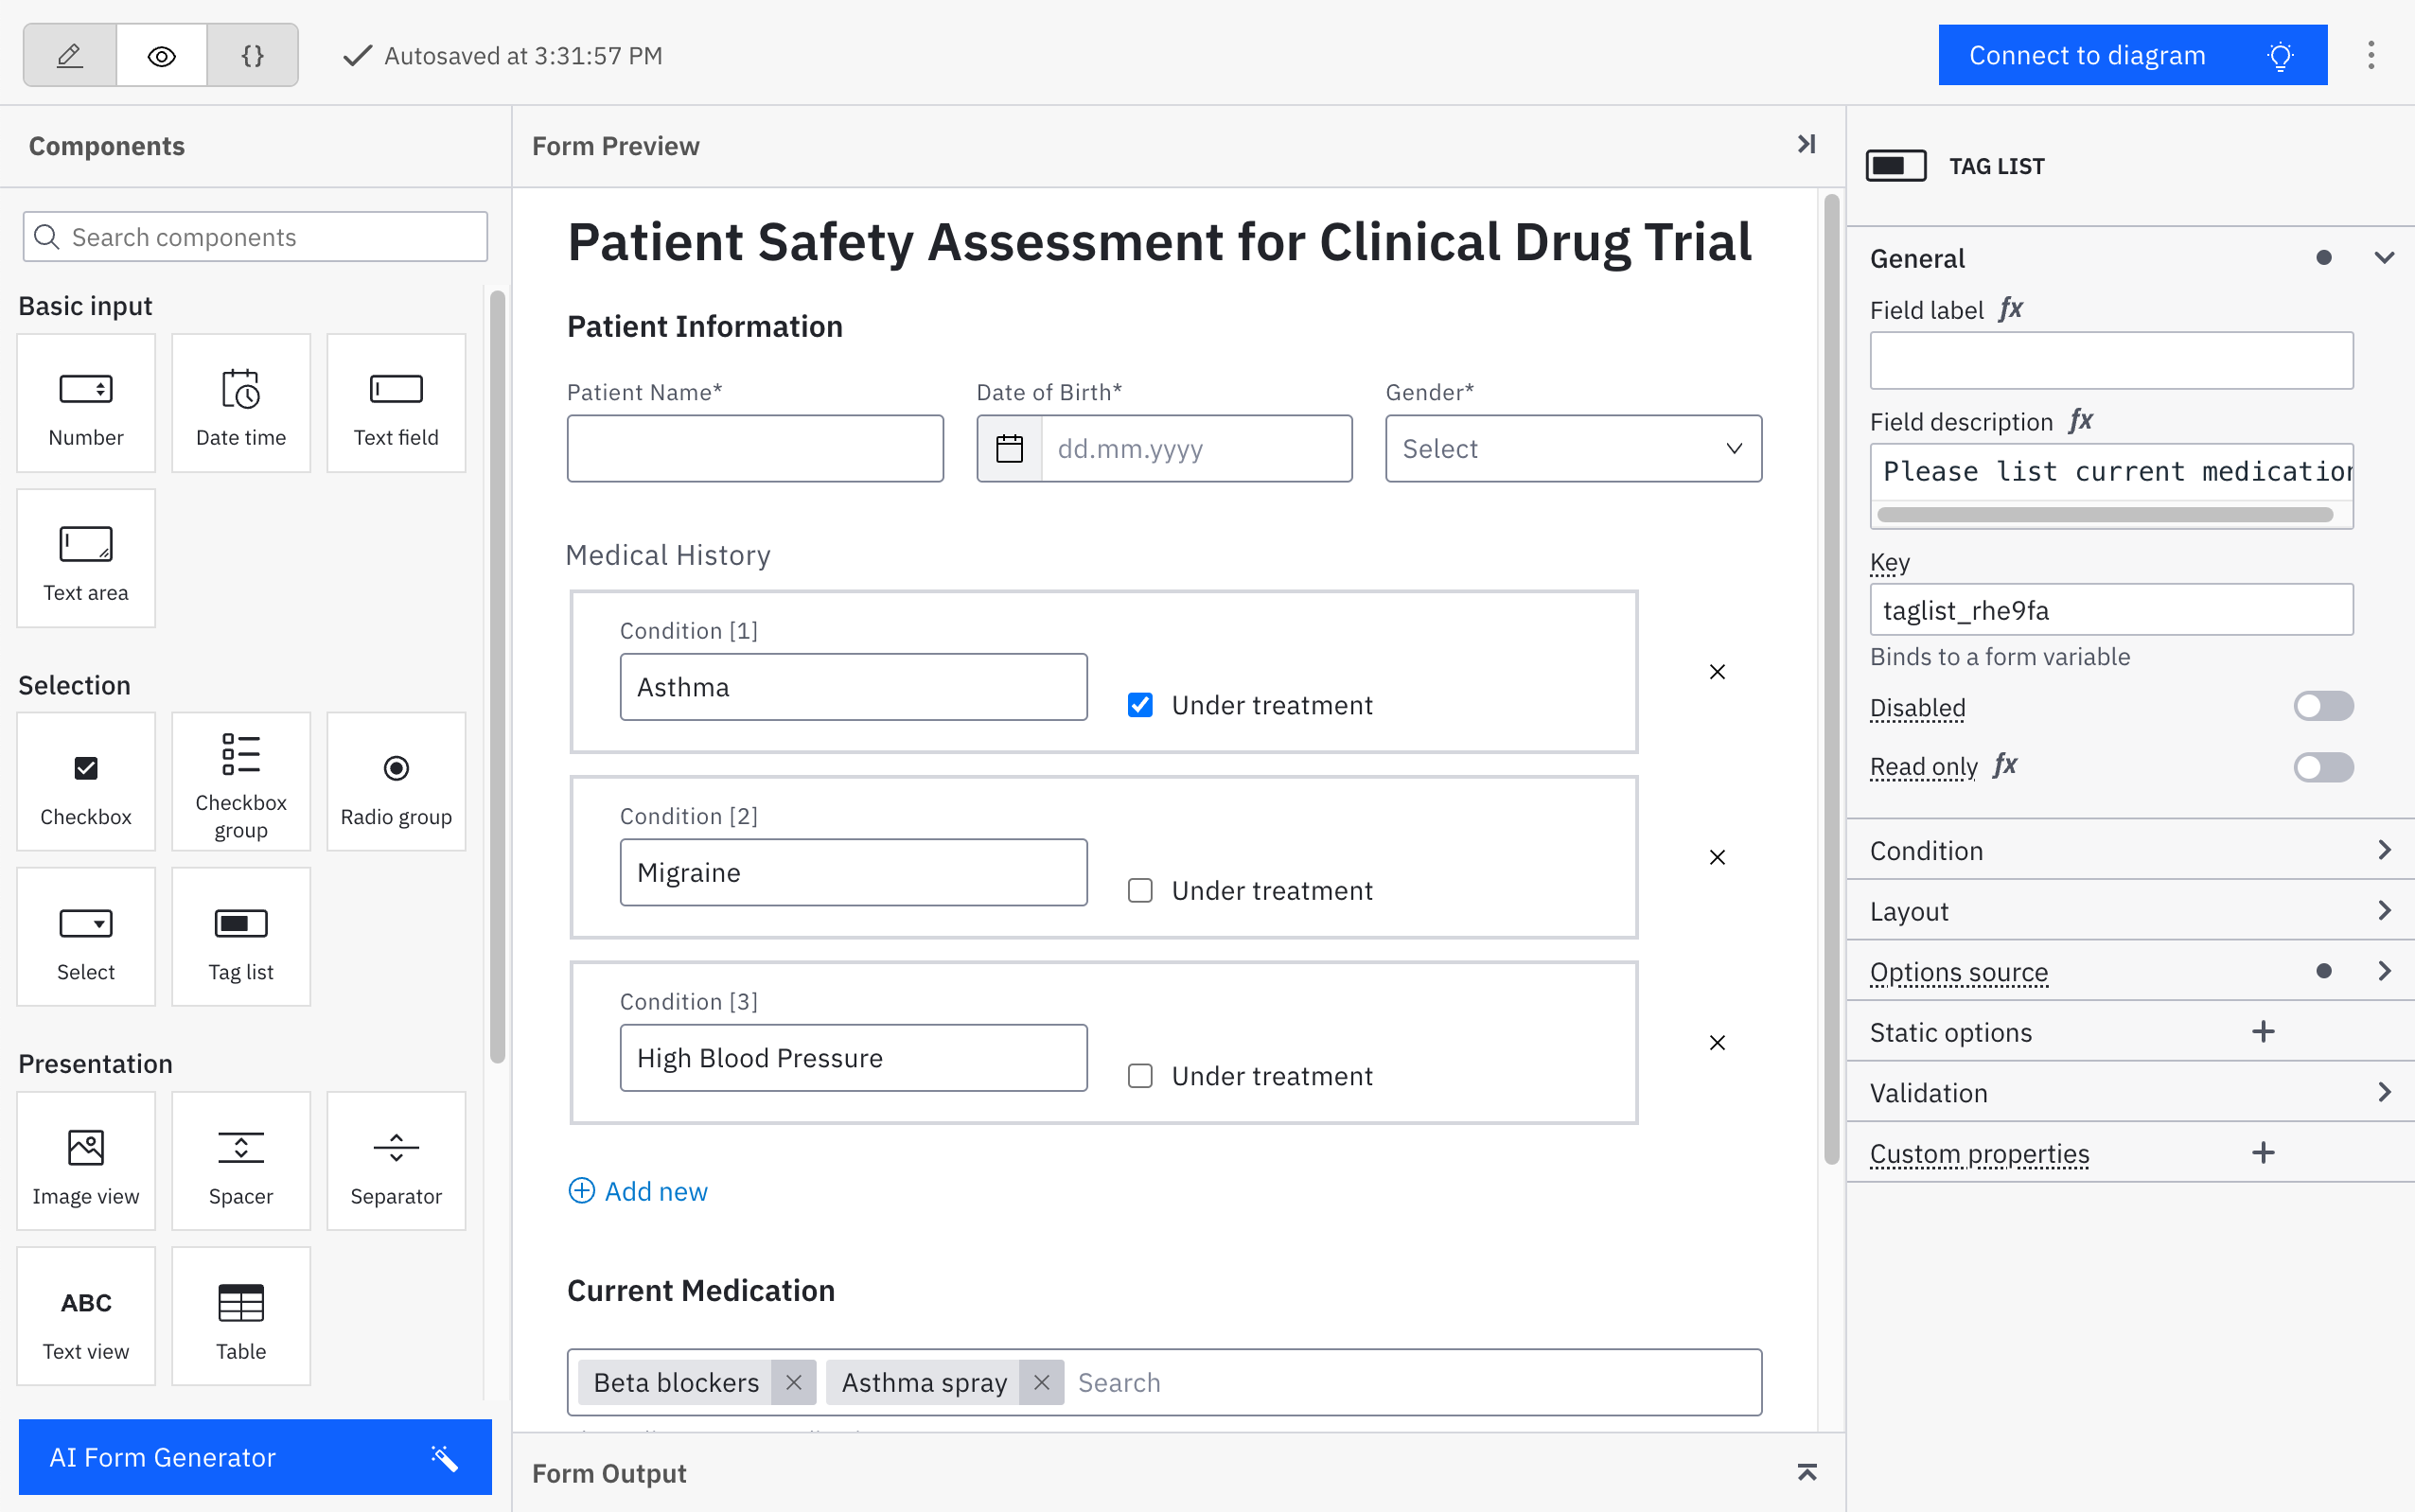 {}
Autosaved at 3:31:57 PM
Connect to diagram
Components
Search components
Basic input
Number
Date time
Text field
Text area
Selection
Checkbox
Checkbox
group
Radio group
Select
Tag list
Presentation
Image view
Spacer
Separator
ABC
Text view
Table
AI Form Generator
Form Preview
Patient Safety Assessment for Clinical Drug Trial
Patient Information
Patient Name*
Date of Birth*
Gender*
dd.mm.yyyy
Select
Medical History
Condition [1]
Asthma
Under treatment
Condition [2]
Migraine
Under treatment
Condition [3]
High Blood Pressure
Under treatment
Add new
Current Medication
Beta blockers
Asthma spray
Search
Form Output
TAG LIST
General
Field label fx
Field description fx
Please list current medication
Key
taglist_rhe9fa
Binds to a form variable
Disabled
Read only fx
Condition
Layout
Options source
Static options
Validation
Custom properties